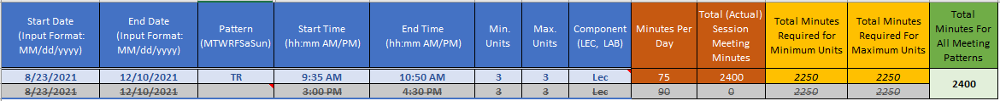 Start Date (Input Format: MM/dd/yyyy) End Date (Input Format: MM/dd/yyyy) Pattern (MTWRFSaSun) Start Time (hh:mm AM/PM) End Time (hh:mm AM/PM) Min. Units Max. Units Component (LEC, LAB) Minutes Per Day Total (Actual) Session Meeting Minutes Total Minutes Required for Minimum Units Total Minutes Required For Maximum Units Total Minutes For All Meeting Patterns
8/23/2021 12/10/2021 TR 9:35 AM 10:50 AM 3 3 Lec 75 2400 2250 2250
8/23/2021 12/10/2021 3:00 PM 4:30 PM 3 3 Lec 90 0 2250 2250
2400